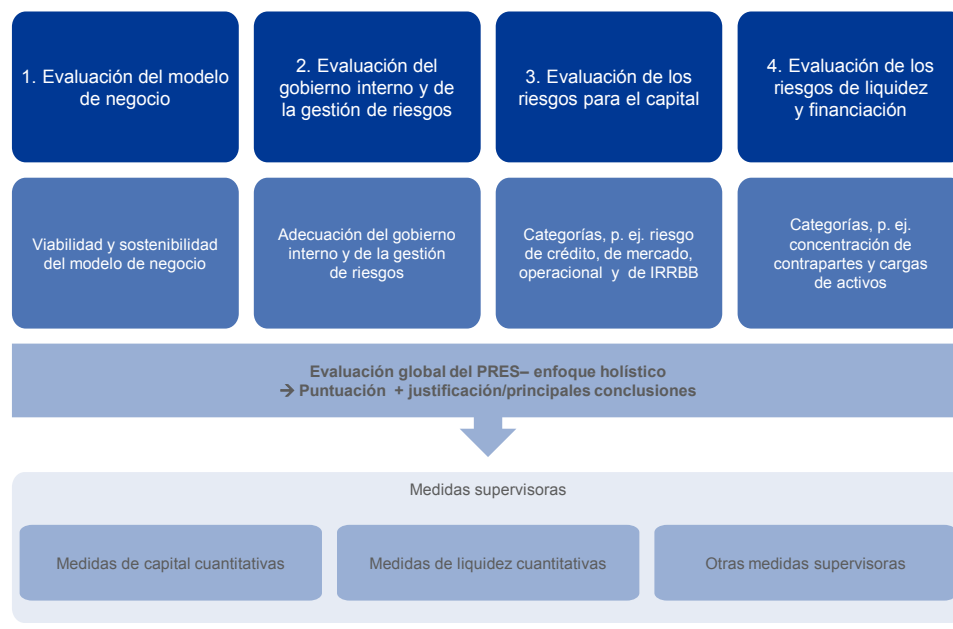 1. Evaluación del modelo
de negocio
2. Evaluación del
gobierno interno y de
la gestión de riesgos
3. Evaluación de los
riesgos para el capital
4. Evaluación de los
riesgos de liquidez
y financiación
Viabilidad y sostenibilidad
del modelo de negocio
Adecuación del gobierno
interno y de la gestión
de riesgos
Categorías, p. ej. riesgo
de crédito, de mercado,
operacional y de IRRBB
Categorías, p. ej.
concentración de
contrapartes y cargas
de activos
Evaluación global del PRES– enfoque holístico
→ Puntuación + justificación/principales conclusiones
Medidas supervisoras
Medidas de capital cuantitativas
Medidas de liquidez cuantitativas
Otras medidas supervisoras